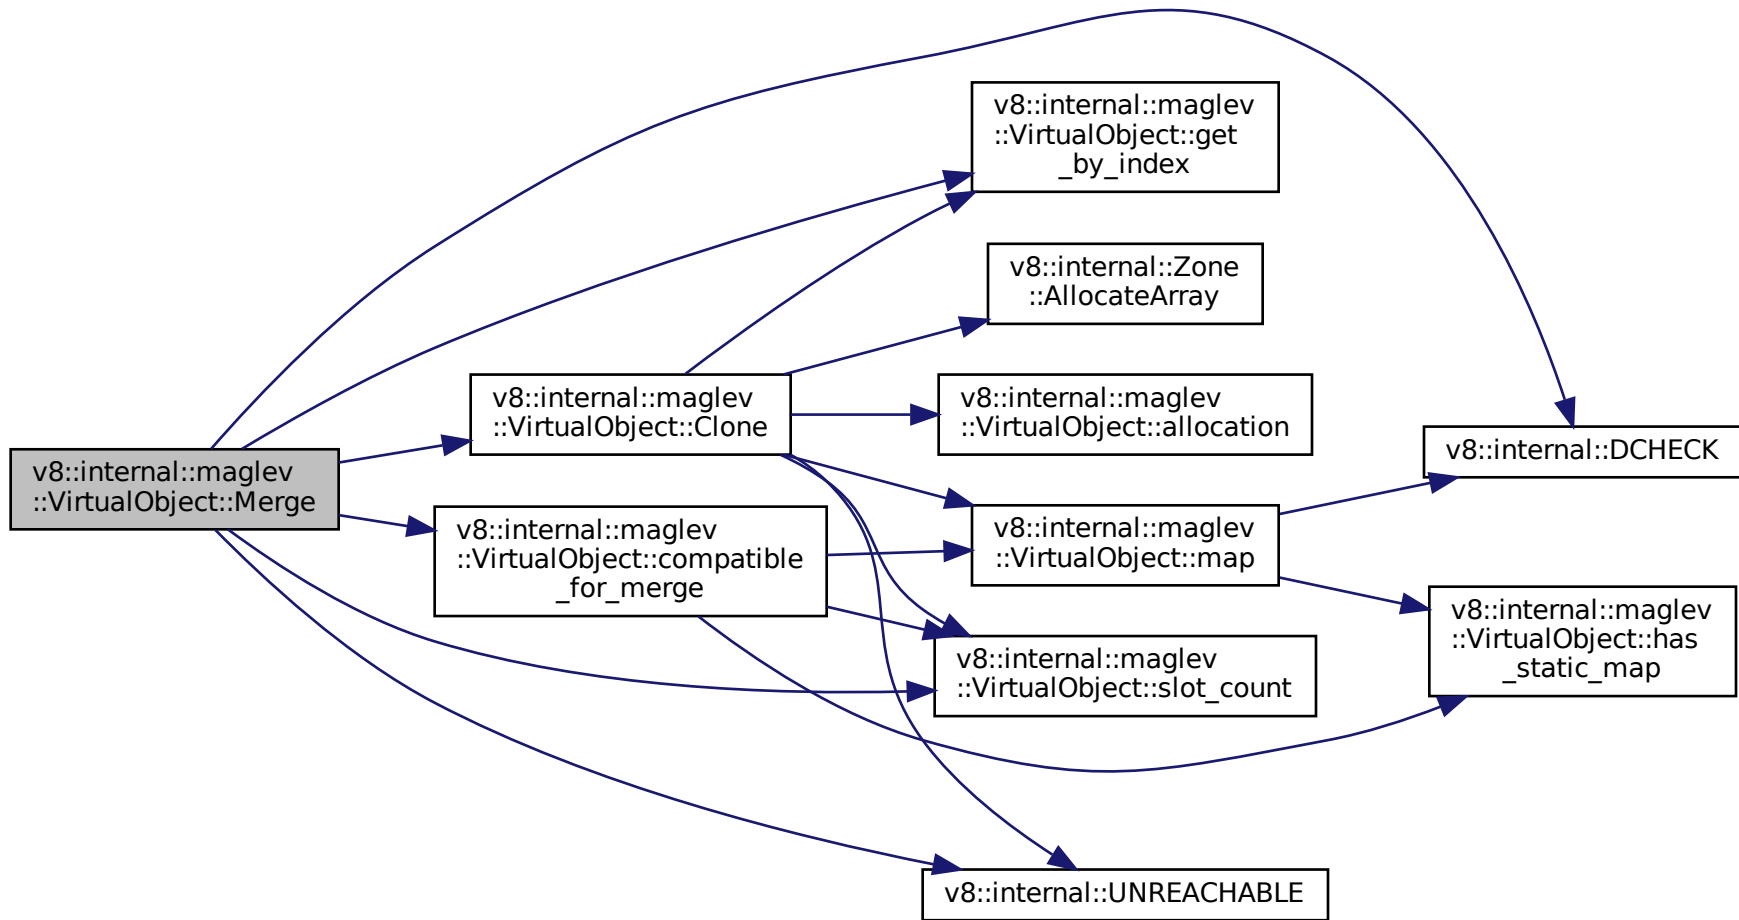 v8::internal::maglev
::VirtualObject::Merge
v8::internal::maglev
::VirtualObject::Clone
v8::internal::maglev
::VirtualObject::compatible
_for_merge
v8::internal::maglev
::VirtualObject::get
_by_index
v8::internal::Zone
::AllocateArray
v8::internal::maglev
::VirtualObject::allocation
v8::internal::maglev
::VirtualObject::map
v8::internal::maglev
::VirtualObject::slot_count
v8::internal::UNREACHABLE
v8::internal::DCHECK
v8::internal::maglev
::VirtualObject::has
_static_map